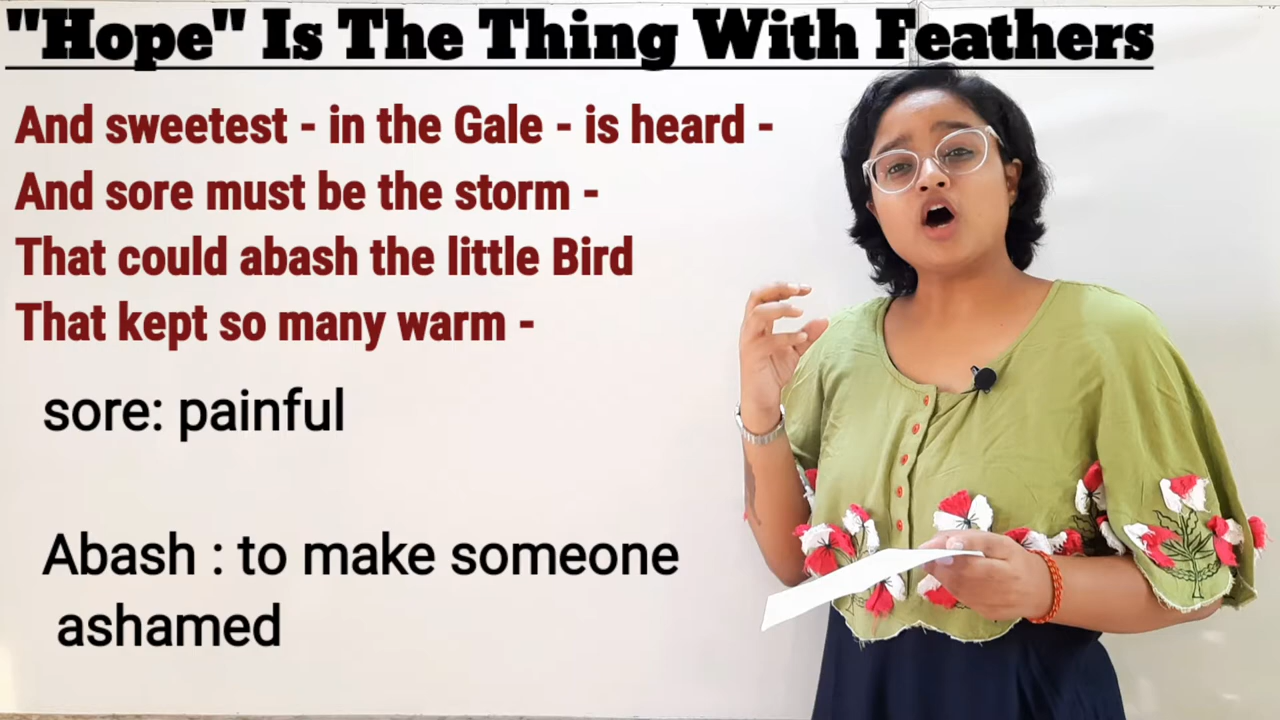 "Hope" Is The Thing With Feathers
And sweetest - in the Gale - is heard -
And sore must be the storm -
That could abash the little Bird
That kept so many warm -
sore: painful
Abash : to make someone
ashamed